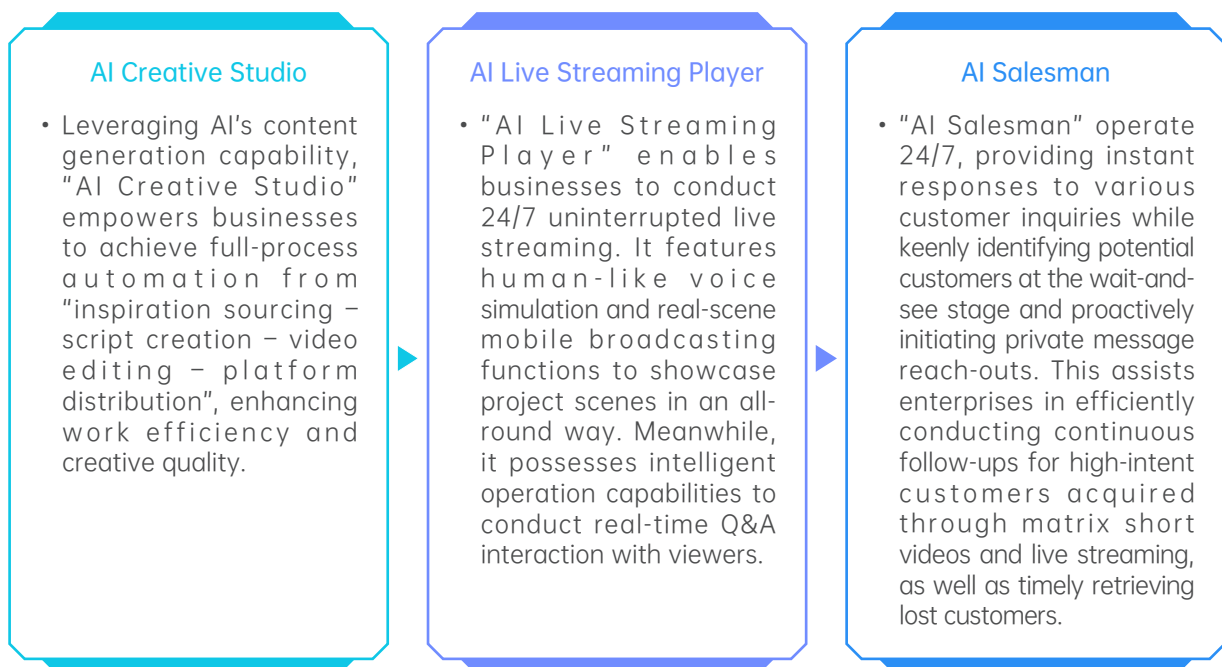 AI Creative Studio
• Leveraging AI’s content
generation capability,
“AI Creative Studio”
empowers businesses
to achieve full-process
automation from
“inspiration sourcing –
script creation – video
editing – platform
distribution”, enhancing
work efficiency and
creative quality.
AI Live Streaming Player
• “AI Live Streaming
Player” enables
businesses to conduct
24/7 uninterrupted live
streaming. It features
human-like voice
simulation and real-scene
mobile broadcasting
functions to showcase
project scenes in an all-
round way. Meanwhile,
it possesses intelligent
operation capabilities to
conduct real-time Q&A
interaction with viewers.
AI Salesman
• “AI Salesman” operate
24/7, providing instant
responses to various
customer inquiries while
keenly identifying potential
customers at the wait-and-
see stage and proactively
initiating private message
reach-outs. This assists
enterprises in efficiently
conducting continuous
follow-ups for high-intent
customers acquired
through matrix short
videos and live streaming,
as well as timely retrieving
lost customers.